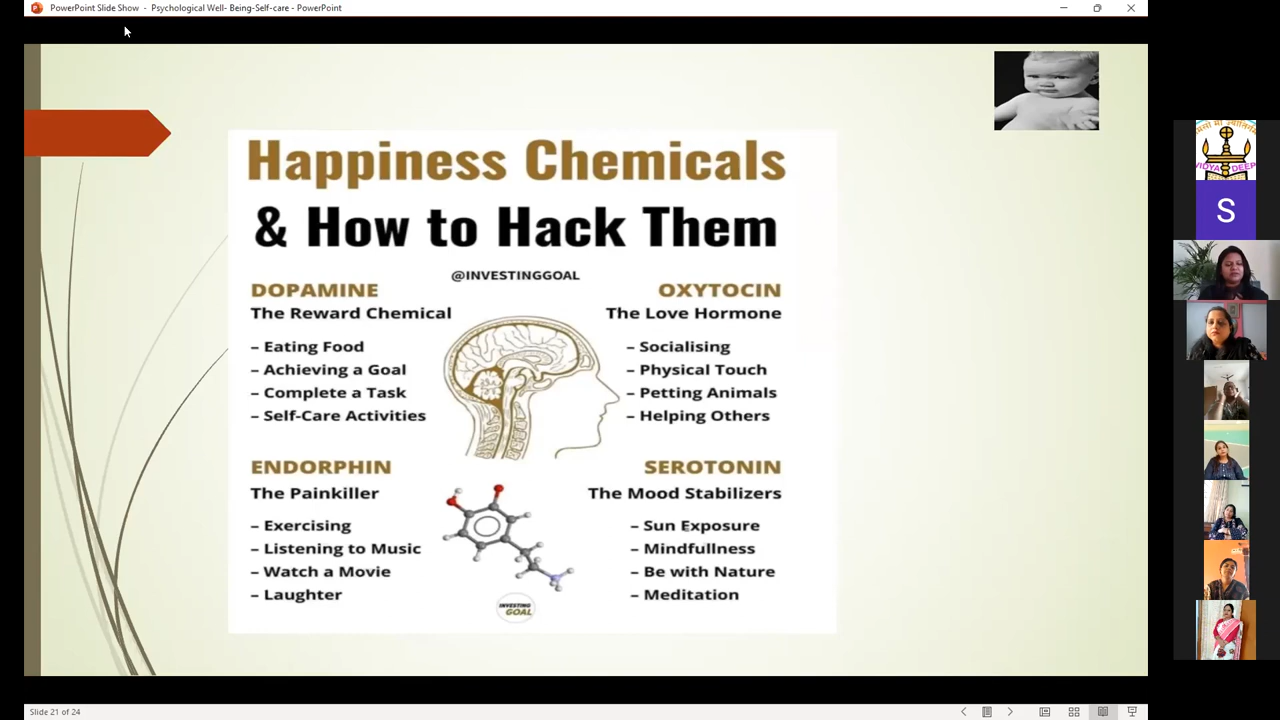 PowerPoint Slide Show - Psychological Well- Being-Self-care - PowerPoint
Happiness Chemicals
& How to Hack Them
@INVESTINGGOAL
DOPAMINE
The Reward Chemical
– Eating Food
– Achieving a Goal
– Complete a Task
– Self-Care Activities
OXYTOCIN
The Love Hormone
– Socialising
– Physical Touch
– Petting Animals
– Helping Others
ENDORPHIN
The Painkiller
– Exercising
– Listening to Music
– Watch a Movie
– Laughter
SEROTONIN
The Mood Stabilizers
– Sun Exposure
– Mindfullness
– Be with Nature
– Meditation
INVESTING
GOAL
VIDYA DEEP
S
Slide 21 of 24